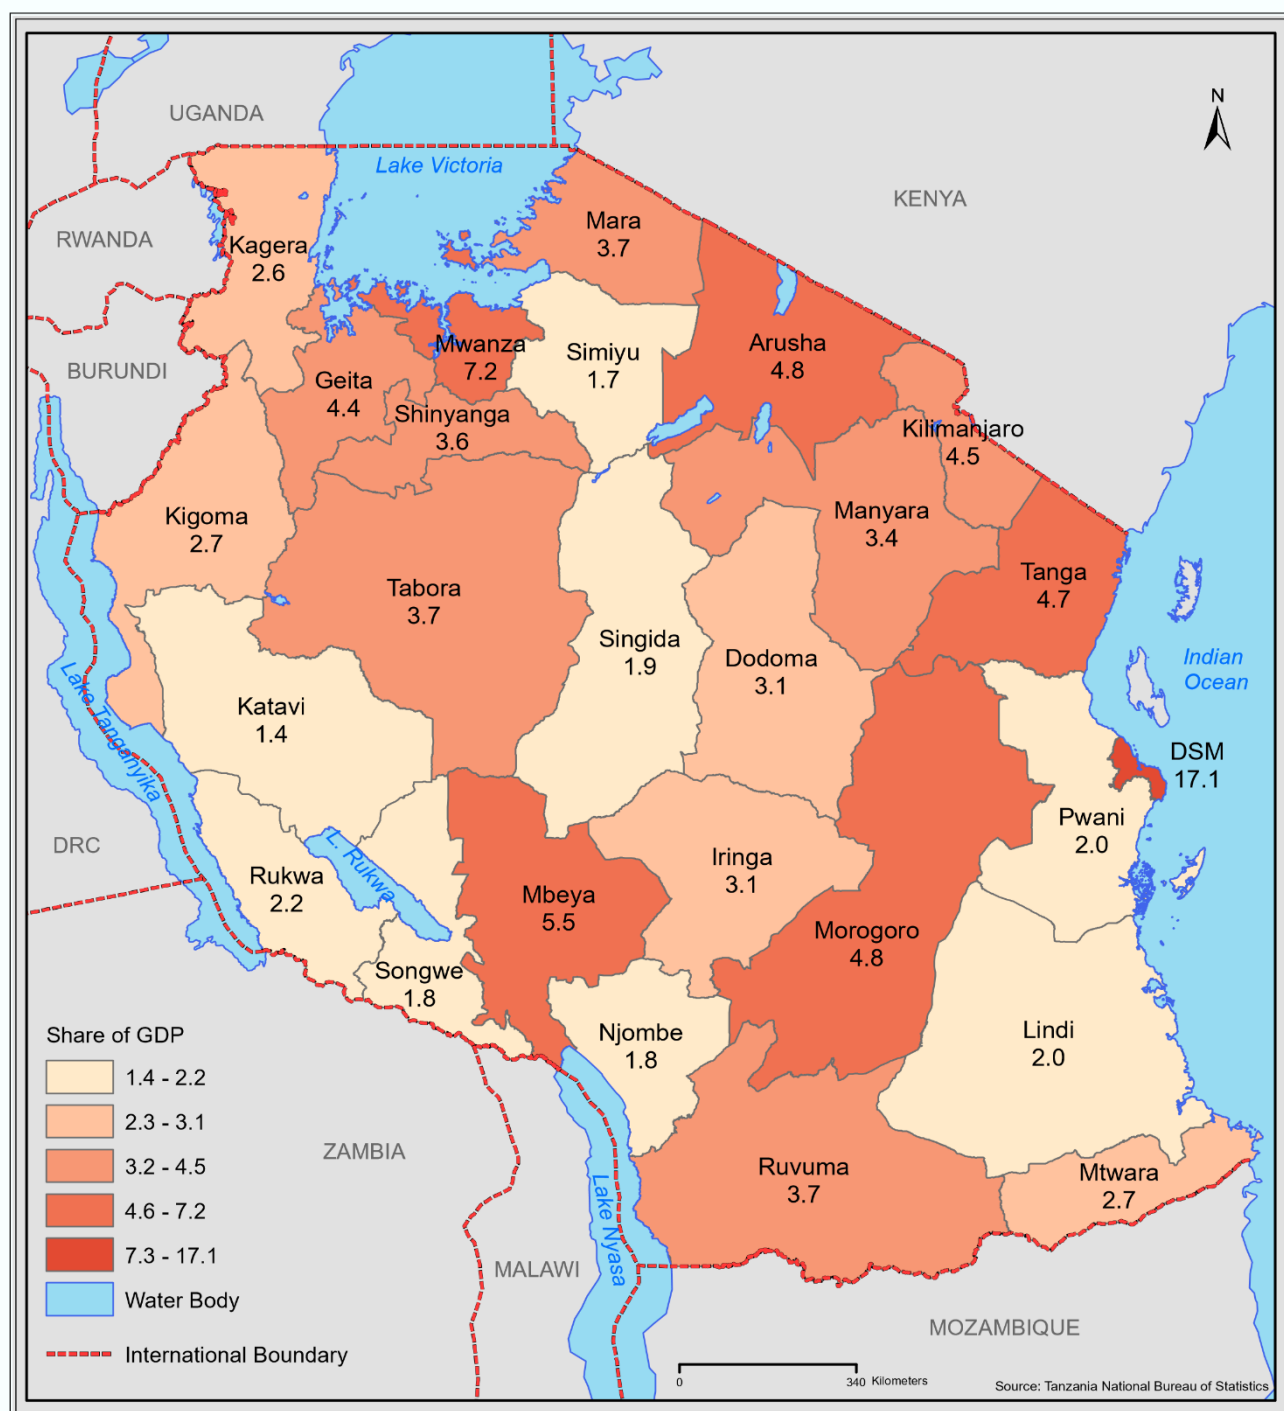 N
UGANDA
Lake Victoria
KENYA
RWANDA
Mara
3.7
Kagera
2.6
BURUNDI
Mwanza
7.2
Simiyu
1.7
Arusha
4.8
Geita
4.4
Shinyanga
3.6
Kilimanjaro
4.5
Kigoma
2.7
Manyara
3.4
Tabora
3.7
Tanga
4.7
Singida
1.9
Dodoma
3.1
Indian
Ocean
Katavi
1.4
Lake Tanganyika
DSM
17.1
Pwani
2.0
DRC
Rukwa
2.2
L. Rukwa
Iringa
3.1
Mbeya
5.5
Morogoro
4.8
Songwe
1.8
Njombe
1.8
Lindi
2.0
Ruvuma
3.7
Mtwara
2.7
ZAMBIA
Lake Nyasa
MALAWI
MOZAMBIQUE
Share of GDP
1.4 - 2.2
2.3 - 3.1
3.2 - 4.5
4.6 - 7.2
7.3 - 17.1
Water Body
International Boundary
0 340 Kilometers
Source: Tanzania National Bureau of Statistics